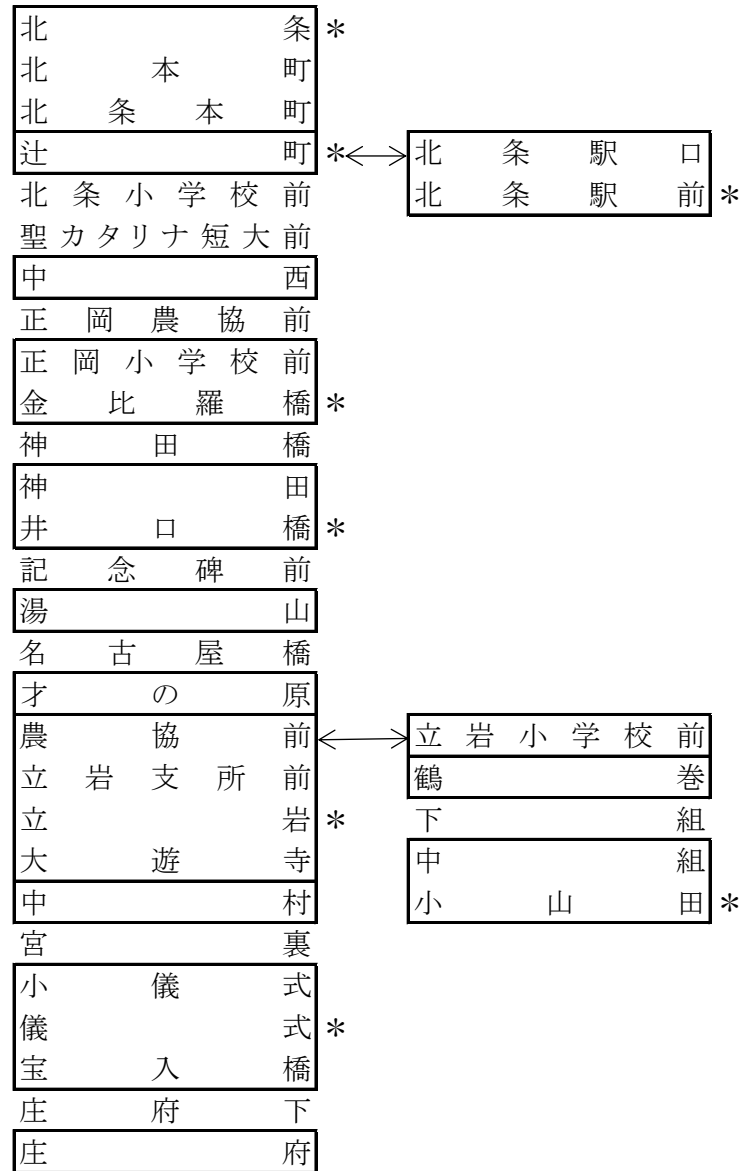 北条 *
北本町
北条本町
辻町 *↔ 北条駅口
北条駅前 *
北条小学校前
聖カタリナ短大前
中西
正岡農協前
正岡小学校前
金比羅橋 *
神田橋
神田
井口橋 *
記念碑前
湯山
名古屋橋
才の原
農協前 ↔ 立岩小学校前
立岩支所前 鶴巻
立岩 * 下組
大遊寺 中組
中村 小山田 *
宮裏
小儀式
儀式 *
宝入橋
庄府下
庄府